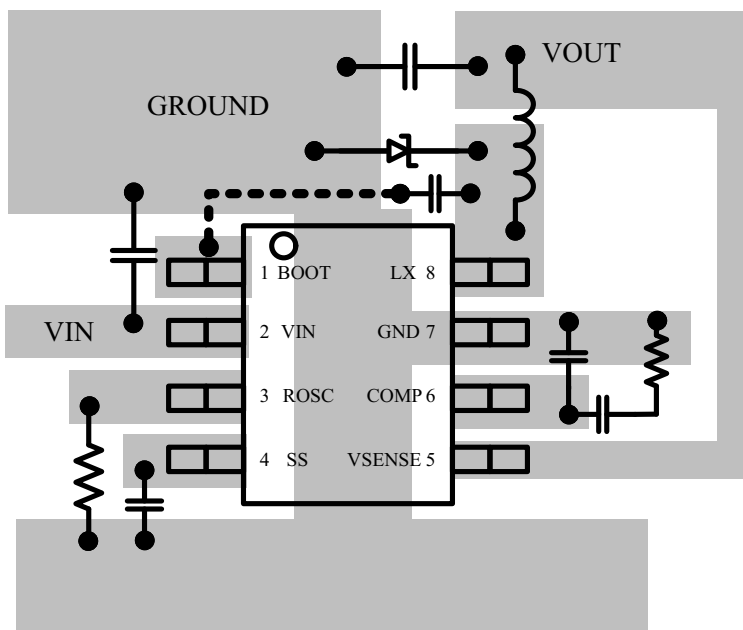 VOUT
GROUND
1 BOOT
LX 8
VIN
2 VIN
GND 7
3 ROSC
COMP 6
4 SS
VSENSE 5